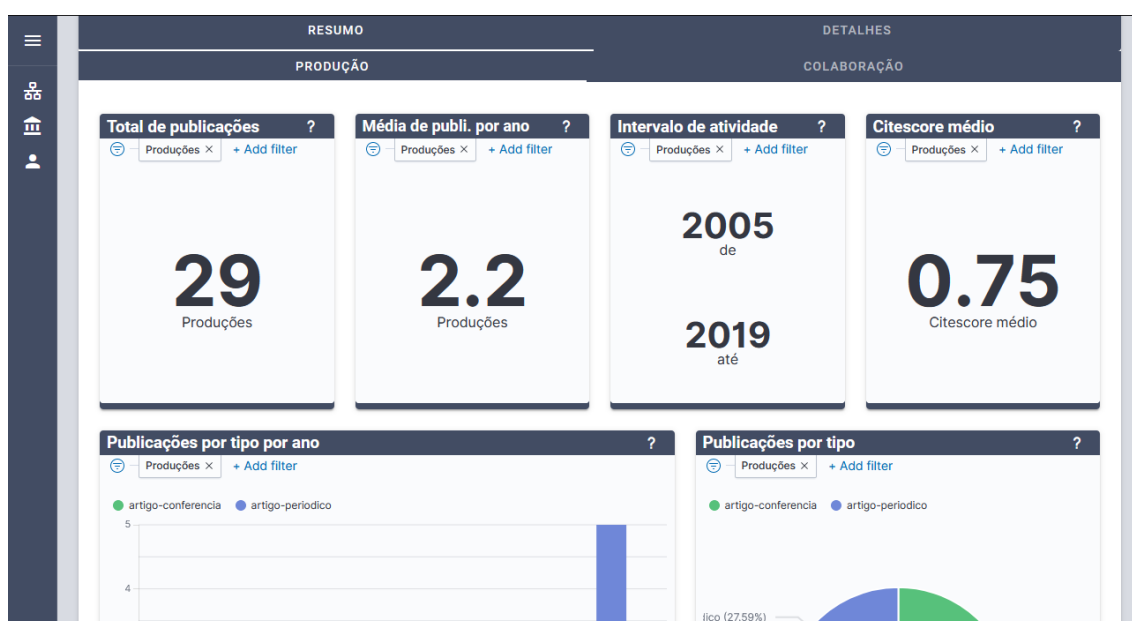 RESUMO DETALHES
PRODUÇÃO COLABORAÇÃO
Total de publicações ?
Produções × + Add filter
29
Produções
Média de publi. por ano ?
Produções × + Add filter
2.2
Produções
Intervalo de atividade ?
Produções × + Add filter
2005
de
2019
até
Citescore médio ?
Produções × + Add filter
0.75
Citescore médio
Publicações por tipo por ano ?
Produções × + Add filter
artigo-conferencia artigo-periodico
5
4
Publicações por tipo ?
Produções × + Add filter
artigo-conferencia artigo-periodico
dico (27.59%)